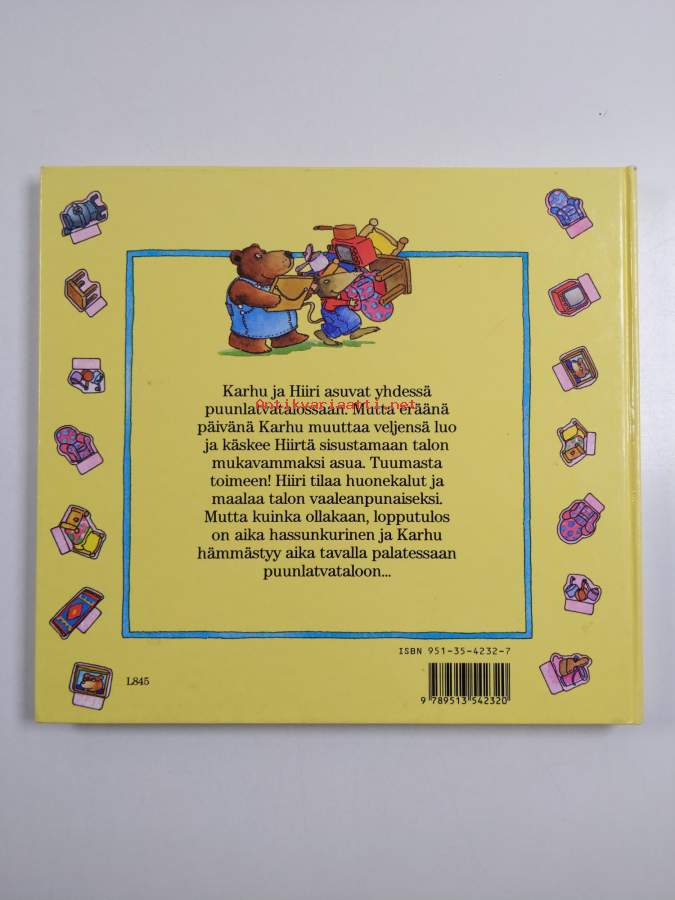 Karhu ja Hiiri asuvat yhdessä
puunlatvatalossaan. Mutta eräänä
Antikvariaatti.net
päivänä Karhu muuttaa veljensä luo
ja käskee Hiirtä sisustamaan talon
mukavammaksi asua. Tuumasta
toimeen! Hiiri tilaa huonekalut ja
maalaa talon vaaleanpunaiseksi.
Mutta kuinka ollakaan, lopputulos
on aika hassunkurinen ja Karhu
hämmästyy aika tavalla palatessaan
puunlatvataloon...
ISBN 951-35-4232-7
L845
9 789513 542320